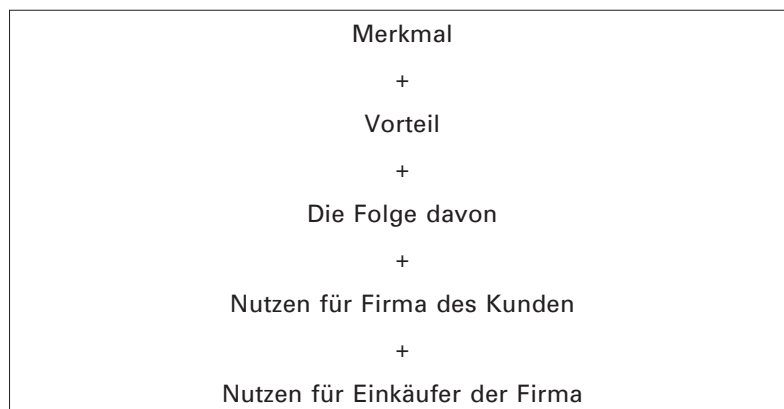 Merkmal
+
Vorteil
+
Die Folge davon
+
Nutzen für Firma des Kunden
+
Nutzen für Einkäufer der Firma